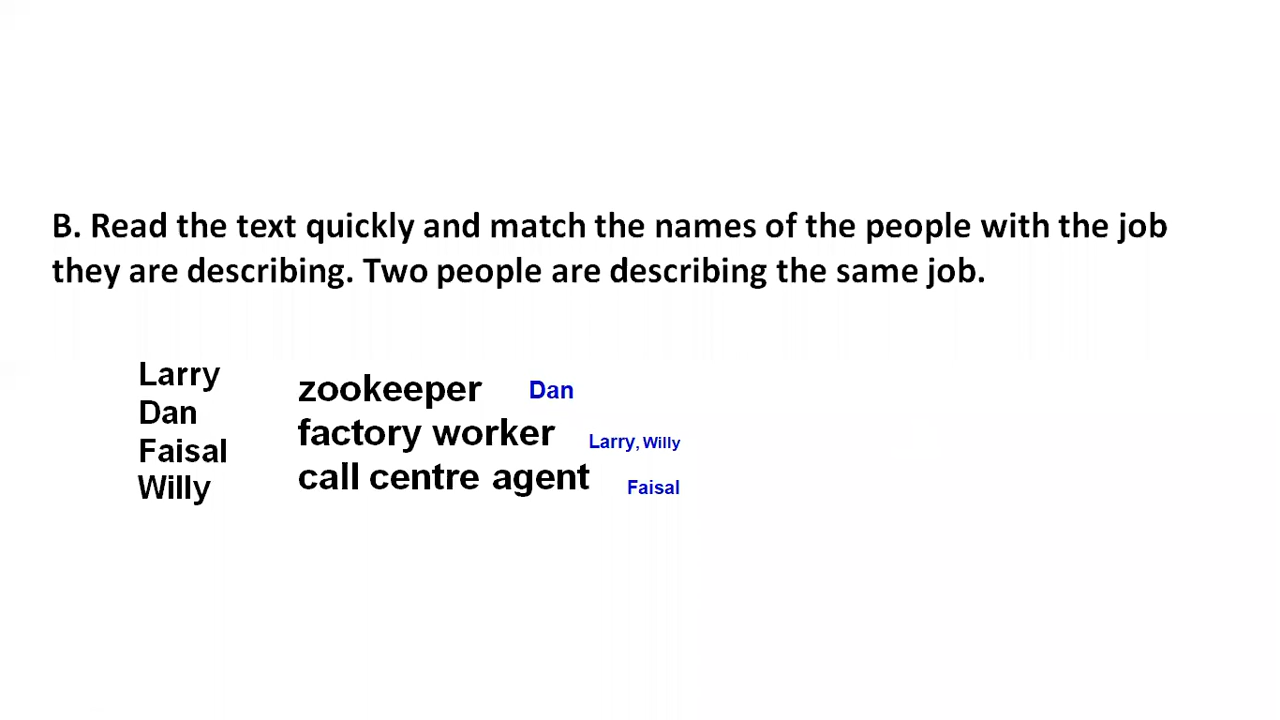 B. Read the text quickly and match the names of the people with the job
they are describing. Two people are describing the same job.
Larry
Dan
Faisal
Willy
zookeeper Dan
factory worker Larry, Willy
call centre agent Faisal